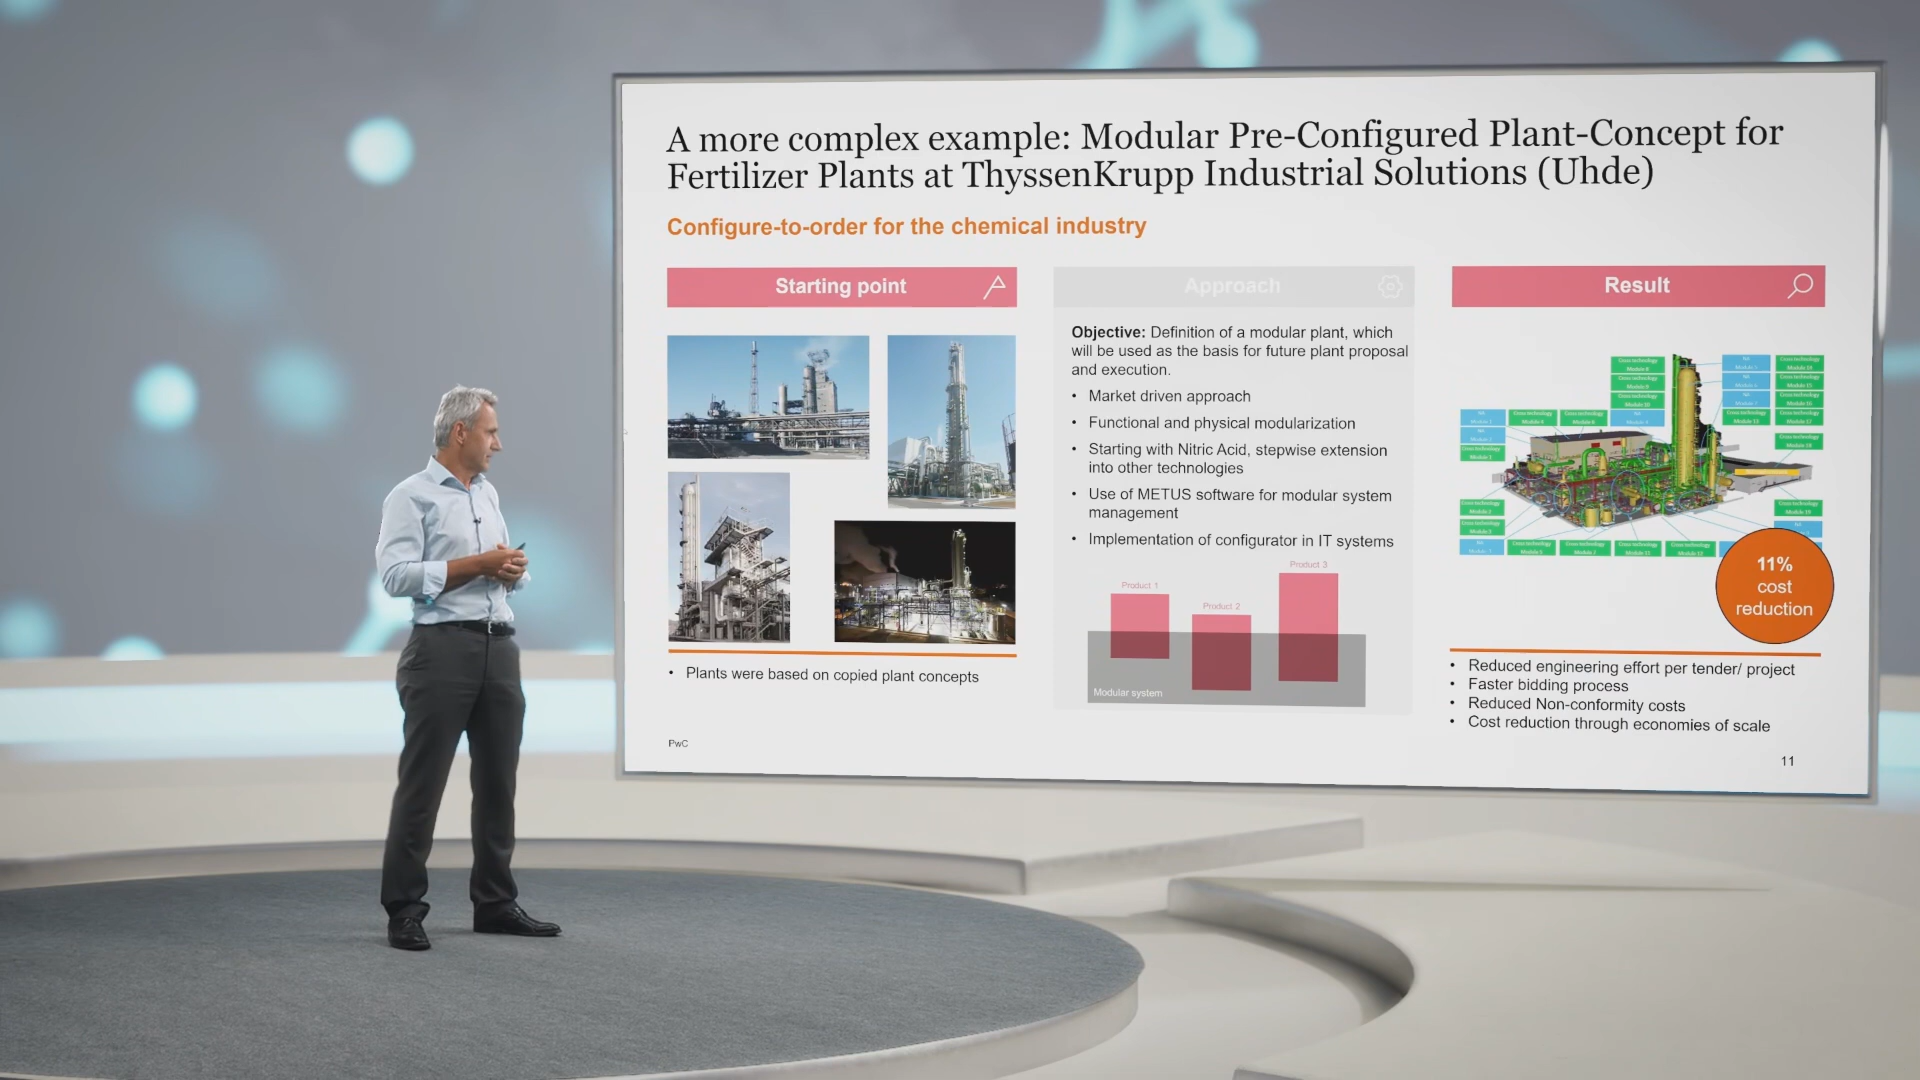 A more complex example: Modular Pre-Configured Plant-Concept for
Fertilizer Plants at ThyssenKrupp Industrial Solutions (Uhde)
Configure-to-order for the chemical industry
Starting point
• Plants were based on copied plant concepts
Approach
Objective: Definition of a modular plant, which
will be used as the basis for future plant proposal
and execution.
• Market driven approach
• Functional and physical modularization
• Starting with Nitric Acid, stepwise extension
into other technologies
• Use of METUS software for modular system
management
• Implementation of configurator in IT systems
Product 1
Product 2
Product 3
Modular system
Result
11%
cost
reduction
• Reduced engineering effort per tender/ project
• Faster bidding process
• Reduced Non-conformity costs
• Cost reduction through economies of scale
PwC
11